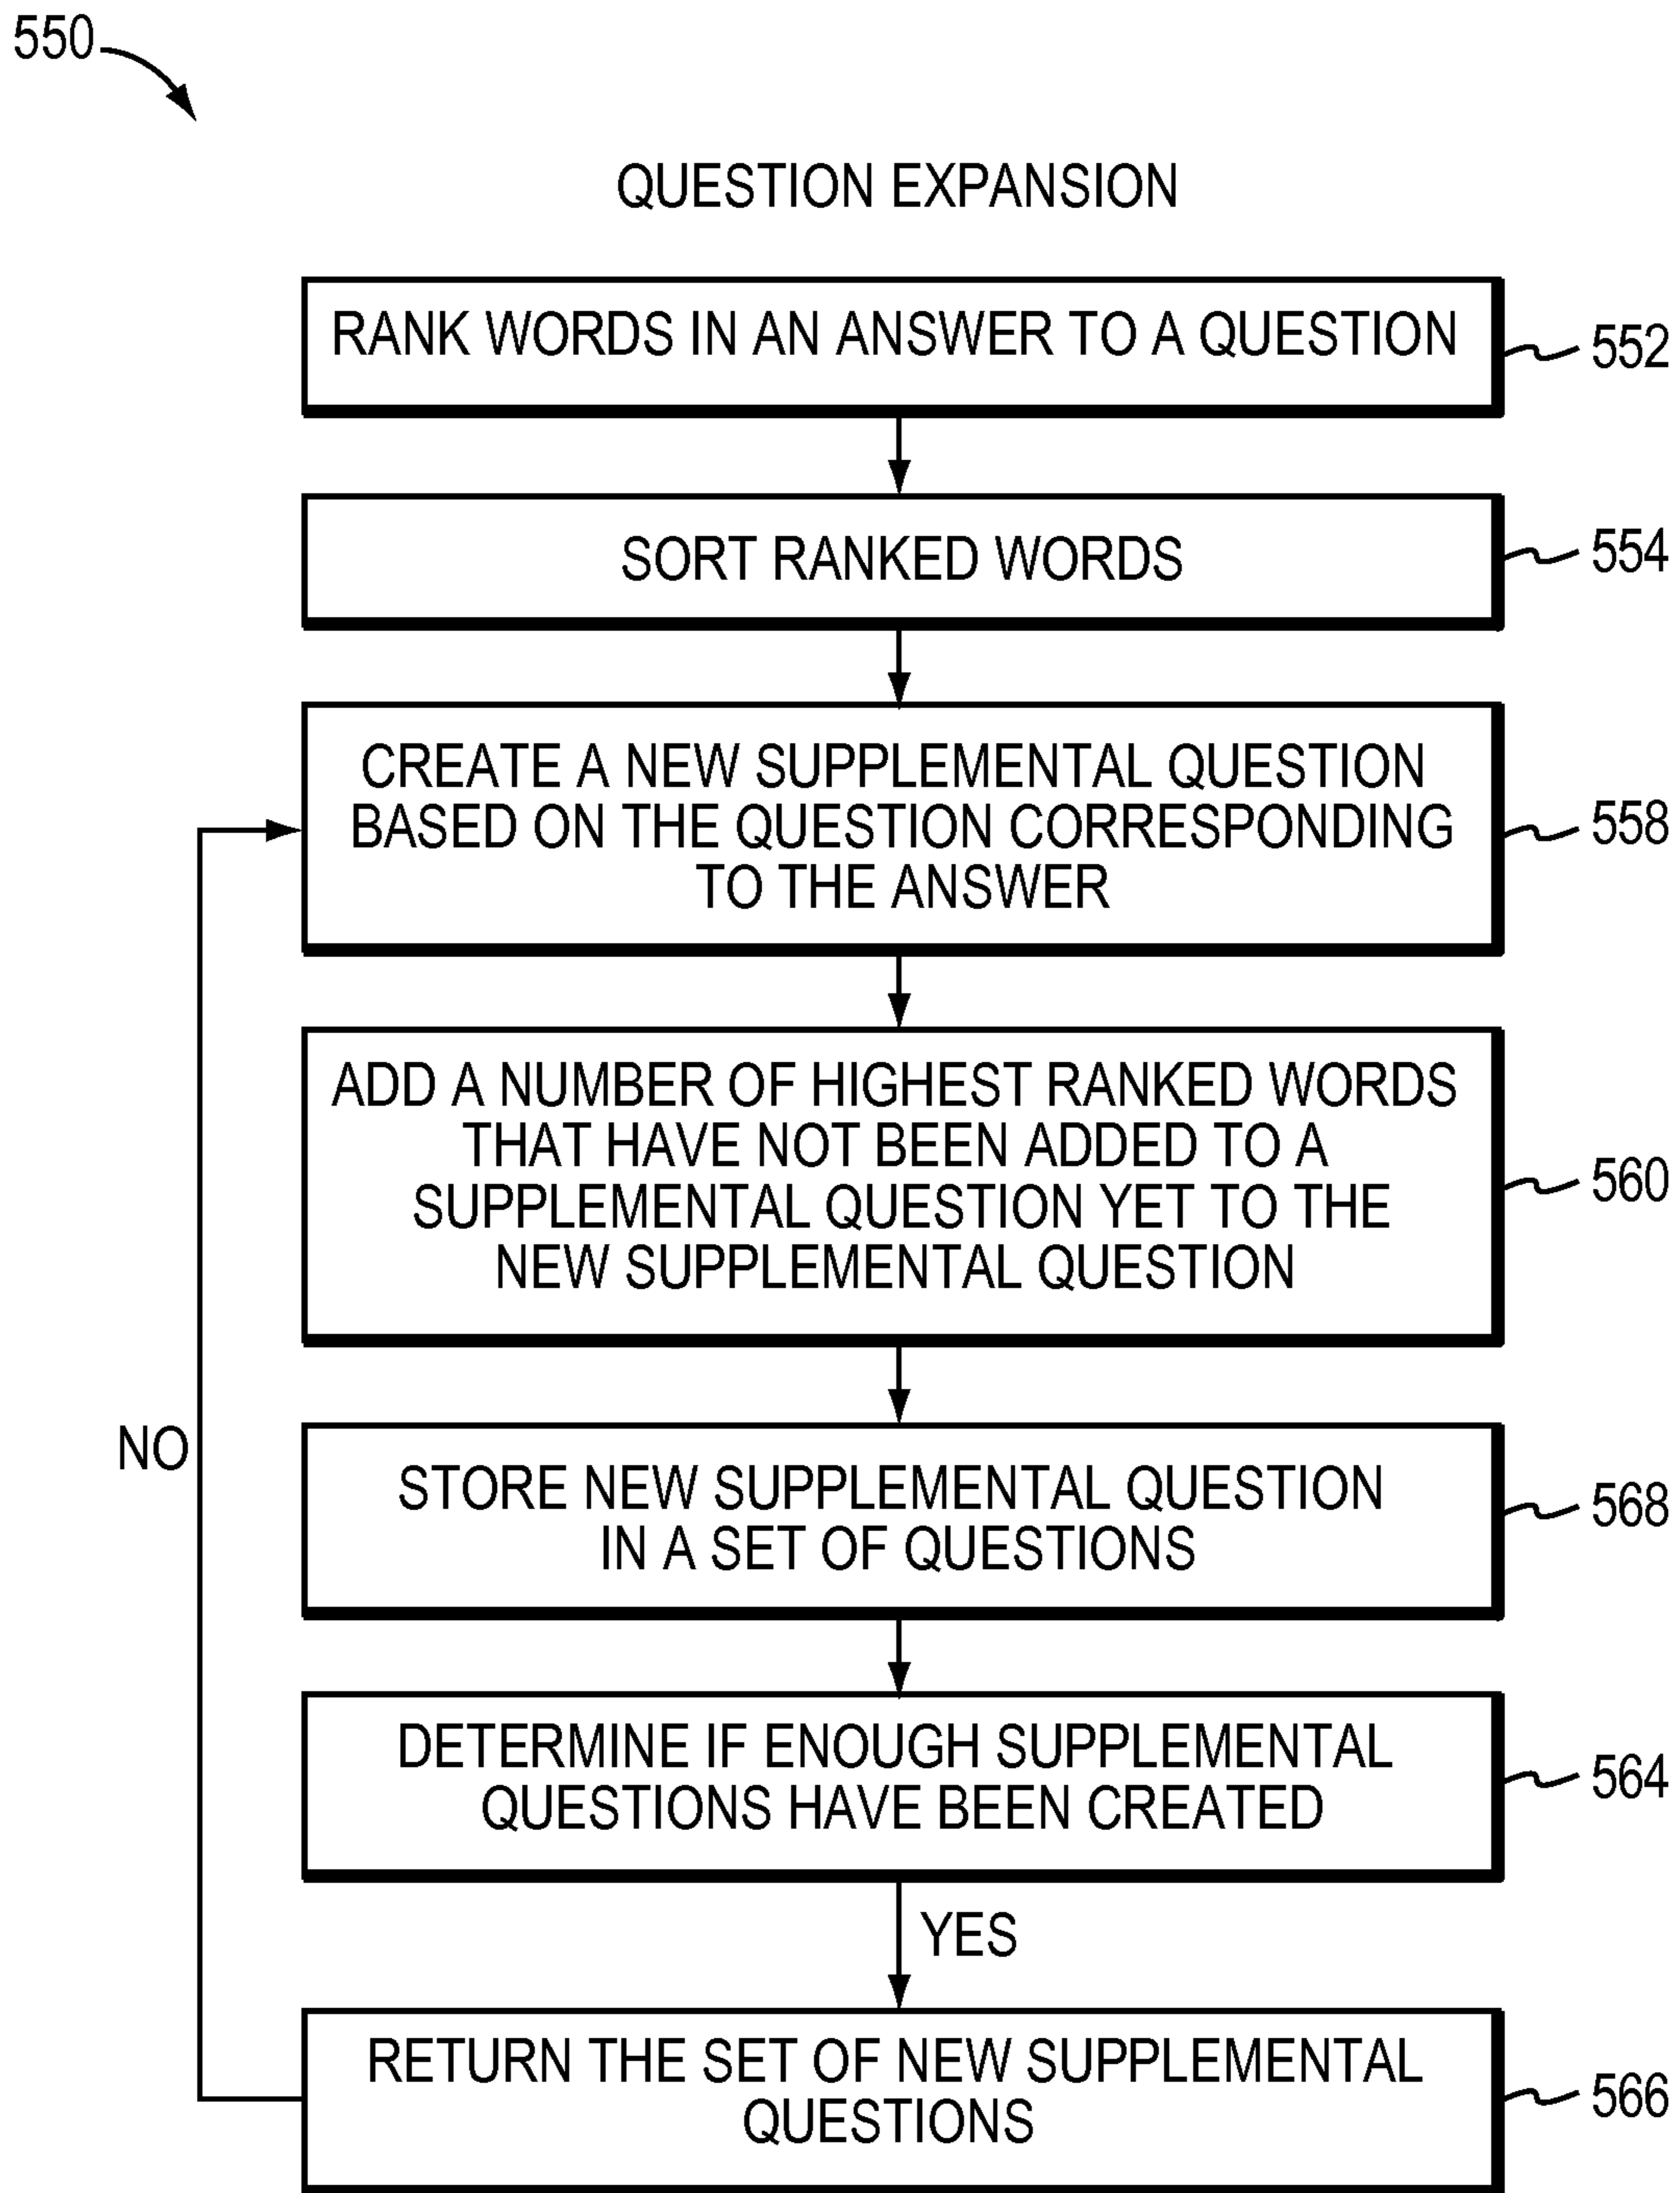 550
QUESTION EXPANSION
RANK WORDS IN AN ANSWER TO A QUESTION
552
SORT RANKED WORDS
554
CREATE A NEW SUPPLEMENTAL QUESTION
BASED ON THE QUESTION CORRESPONDING
TO THE ANSWER
558
ADD A NUMBER OF HIGHEST RANKED WORDS
THAT HAVE NOT BEEN ADDED TO A
SUPPLEMENTAL QUESTION YET TO THE
NEW SUPPLEMENTAL QUESTION
560
NO
STORE NEW SUPPLEMENTAL QUESTION
IN A SET OF QUESTIONS
568
DETERMINE IF ENOUGH SUPPLEMENTAL
QUESTIONS HAVE BEEN CREATED
564
YES
RETURN THE SET OF NEW SUPPLEMENTAL
QUESTIONS
566